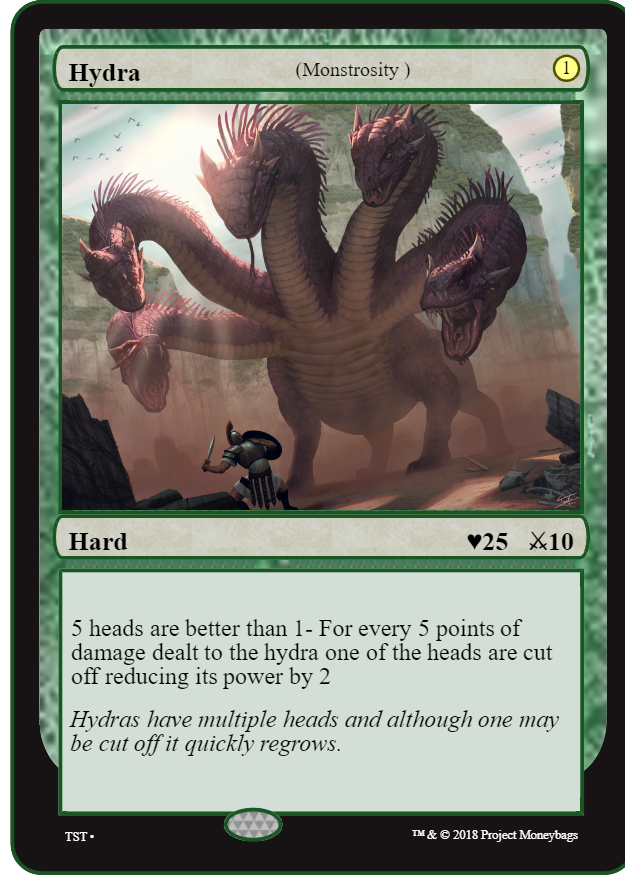 Hydra (Monstrosity ) 1
Hard ♥25 ⚔10
5 heads are better than 1- For every 5 points of
damage dealt to the hydra one of the heads are cut
off reducing its power by 2
Hydras have multiple heads and although one may
be cut off it quickly regrows.
TST • ™ & © 2018 Project Moneybags